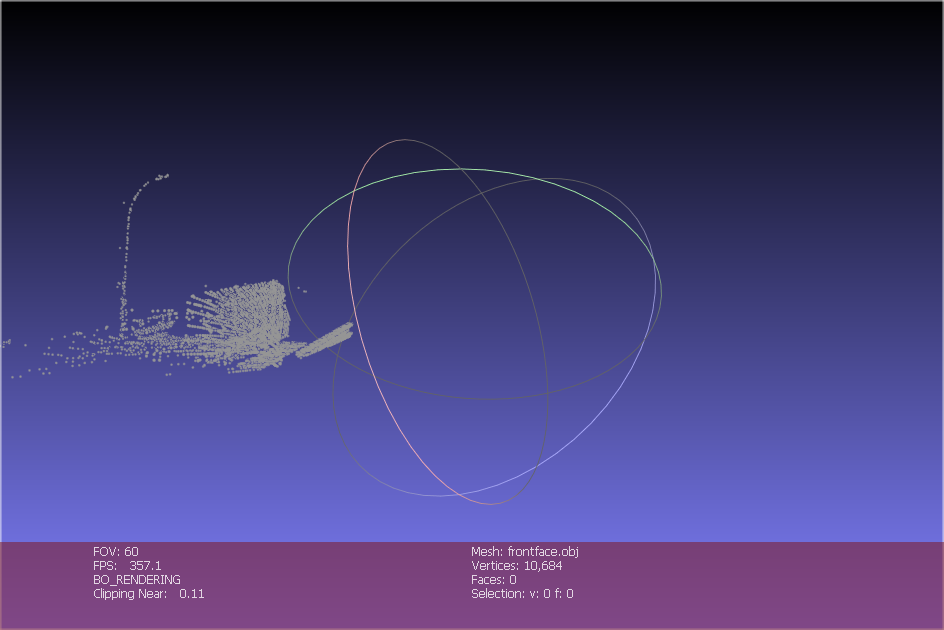 FOV: 60
FPS: 357.1
BO_RENDERING
Clipping Near: 0.11
Mesh: frontface.obj
Vertices: 10,684
Faces: 0
Selection: v: 0 f: 0